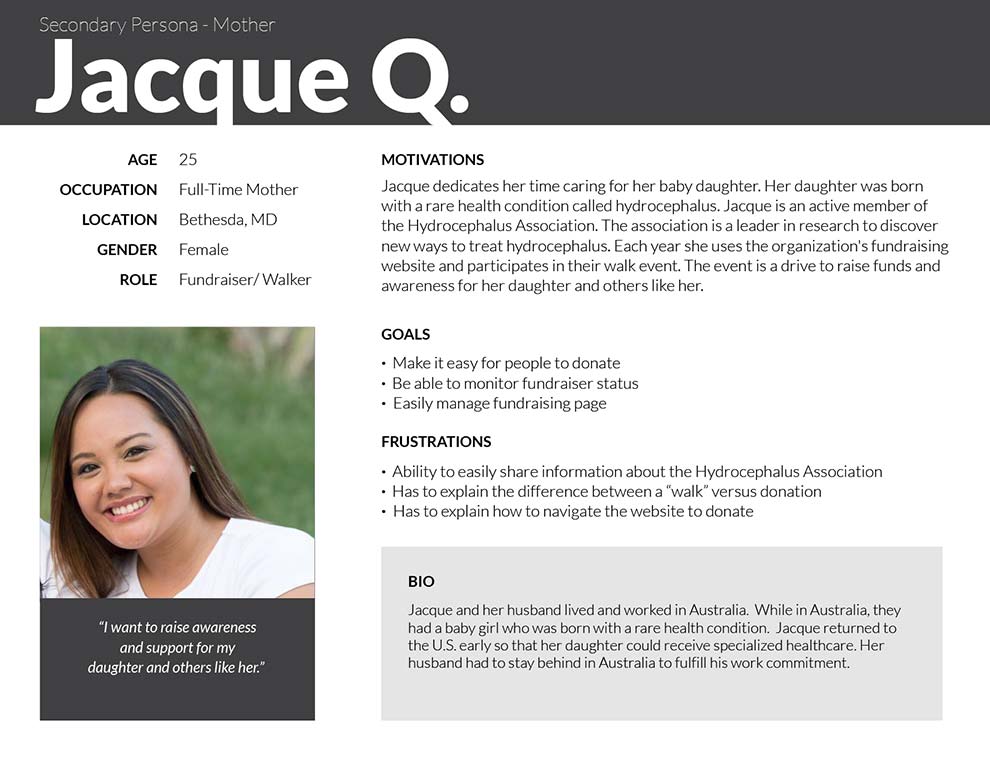 Secondary Persona - Mother
Jacque Q.
AGE 25
OCCUPATION Full-Time Mother
LOCATION Bethesda, MD
GENDER Female
ROLE Fundraiser/ Walker
“I want to raise awareness
and support for my
daughter and others like her.”
MOTIVATIONS
Jacque dedicates her time caring for her baby daughter. Her daughter was born
with a rare health condition called hydrocephalus. Jacque is an active member of
the Hydrocephalus Association. The association is a leader in research to discover
new ways to treat hydrocephalus. Each year she uses the organization's fundraising
website and participates in their walk event. The event is a drive to raise funds and
awareness for her daughter and others like her.
GOALS
• Make it easy for people to donate
• Be able to monitor fundraiser status
• Easily manage fundraising page
FRUSTRATIONS
• Ability to easily share information about the Hydrocephalus Association
• Has to explain the difference between a “walk” versus donation
• Has to explain how to navigate the website to donate
BIO
Jacque and her husband lived and worked in Australia. While in Australia, they
had a baby girl who was born with a rare health condition. Jacque returned to
the U.S. early so that her daughter could receive specialized healthcare. Her
husband had to stay behind in Australia to fulfill his work commitment.